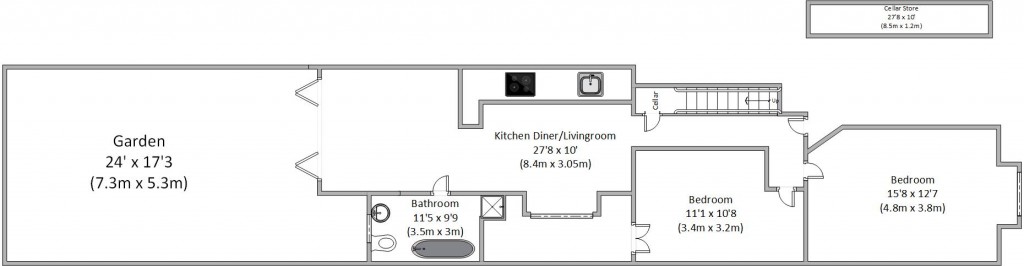 Cellar Store
27'8 x 10'
(8.5m x 1.2m)
Garden
24' x 17'3
(7.3m x 5.3m)
Kitchen Diner/Livingroom
27'8 x 10'
(8.4m x 3.05m)
Cellar
Up
Bedroom
15'8 x 12'7
(4.8m x 3.8m)
Bathroom
11'5 x 9'9
(3.5m x 3m)
Bedroom
11'1 x 10'8
(3.4m x 3.2m)